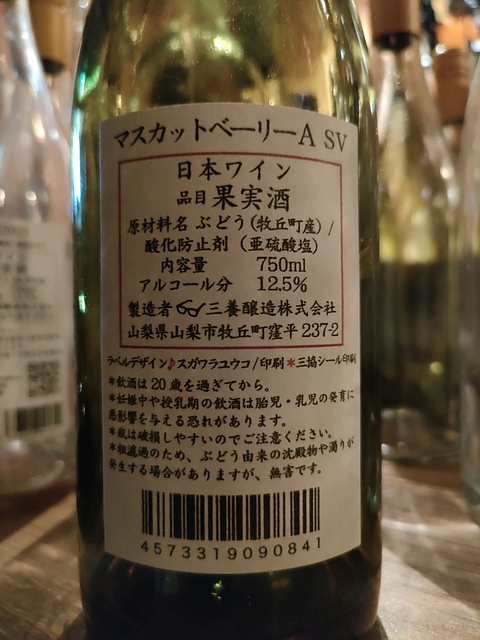 マスカットベーリーA SV
日本ワイン
品目 果実酒
原材料名 ぶどう(牧丘町産)/
酸化防止剤 (亜硫酸塩)
内容量 750ml
アルコール分 12.5%
製造者 三養醸造株式会社
山梨県山梨市牧丘町窪平 237-2
ラベルデザイン♪スガワラユウコ/印刷*三協シール印刷
*飲酒は20歳を過ぎてから。
*妊娠中や授乳期の飲酒は胎児・乳児の発育に
悪影響を与える恐れがあります。
*瓶は破損しやすいのでご注意ください。
*粗濾過のため、ぶどう由来の沈殿物や濁りが
発生する場合がありますが、無害です。
4573319090841